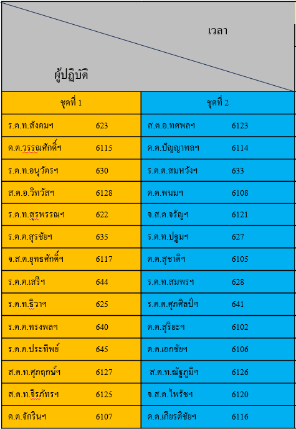 เวลา
ผู้ปฏิบัติ
ชุดที่ 1 ชุดที่ 2
ร.ต.ท.สังคมฯ 623 ส.ต.อ.ทศพลฯ 6123
ด.ต.วรรณศักดิ์ฯ 6115 ด.ต.ปัญญาพลฯ 6114
ร.ต.ท.อนุวัตรฯ 630 ร.ต.ต.สมหวังฯ 633
ส.ต.อ.วิทวัสฯ 6128 ด.ต.พนมฯ 6108
ร.ต.ท.สุรพรรณฯ 622 จ.ส.ต.จรัญฯ 6121
ร.ต.ต.สุรชัยฯ 635 ร.ต.ท.ปฐมฯ 627
จ.ส.ต.ยุทธศักดิ์ฯ 6117 ด.ต.สุชาติฯ 6105
ร.ต.ต.เสรีฯ 644 ร.ต.ท.สมพรฯ 628
ร.ต.ท.ธิวาฯ 625 ร.ต.ต.ศุภศิลป์ฯ 641
ร.ต.ต.ทรงพลฯ 640 ด.ต.สุริยะฯ 6102
ร.ต.ต.ประทีพย์ 645 ด.ต.เอกชัยฯ 6106
ส.ต.ท.ศุภฤกษ์ฯ 6127 ส.ต.ท.ณัฐภูมิฯ 6126
ส.ต.ท.ธีรภัทรฯ 6125 จ.ส.ต.ไพรัชฯ 6120
ด.ต.จักรินฯ 6107 ด.ต.เกียรติชัยฯ 6116